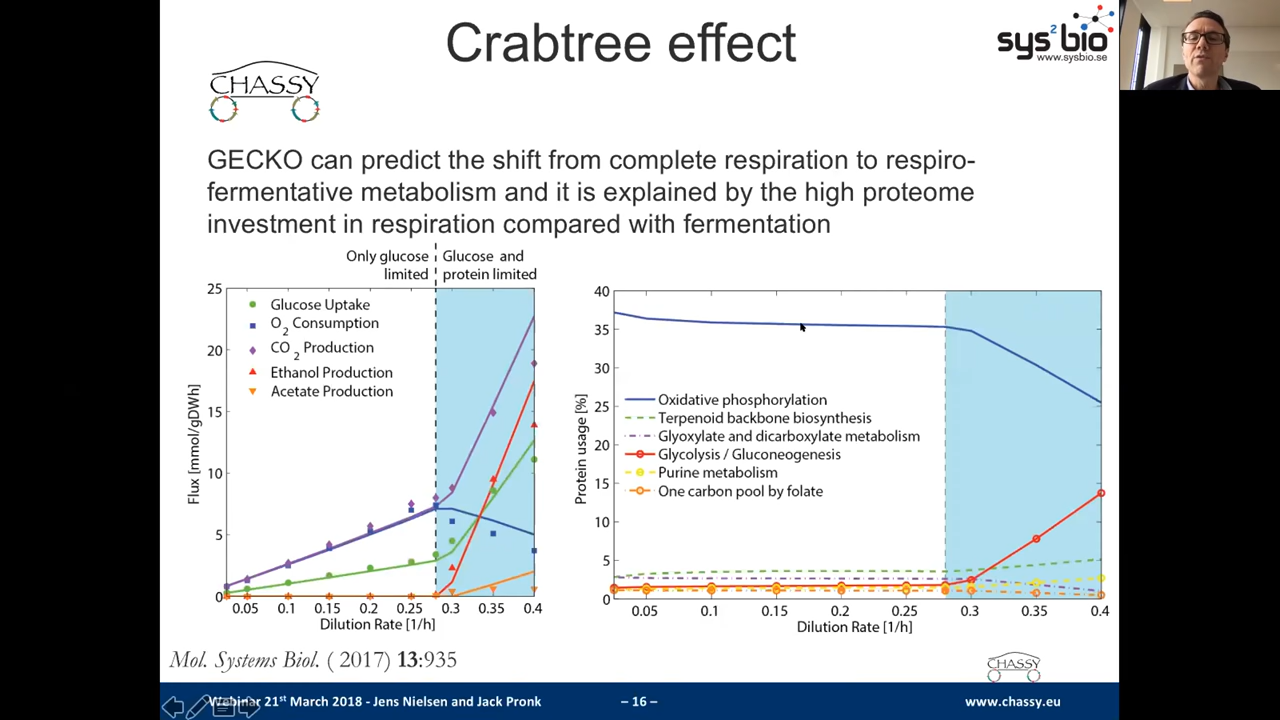 Crabtree effect
sys2bio
www.sysbio.se
CHASSY
GECKO can predict the shift from complete respiration to respiro-
fermentative metabolism and it is explained by the high proteome
investment in respiration compared with fermentation
Only glucose
limited
Glucose and
protein limited
25
20
15
10
5
0
Flux [mmol/gDWh]
Glucose Uptake
O2 Consumption
CO2 Production
Ethanol Production
Acetate Production
0.05 0.1 0.15 0.2 0.25 0.3 0.35 0.4
Dilution Rate [1/h]
40
35
30
25
20
15
10
5
0
Protein usage [%]
Oxidative phosphorylation
Terpenoid backbone biosynthesis
Glyoxylate and dicarboxylate metabolism
Glycolysis / Gluconeogenesis
Purine metabolism
One carbon pool by folate
0.05 0.1 0.15 0.2 0.25 0.3 0.35 0.4
Dilution Rate [1/h]
Mol. Systems Biol. ( 2017) 13:935
CHASSY
Webinar 21st March 2018 - Jens Nielsen and Jack Pronk
– 16 –
www.chassy.eu